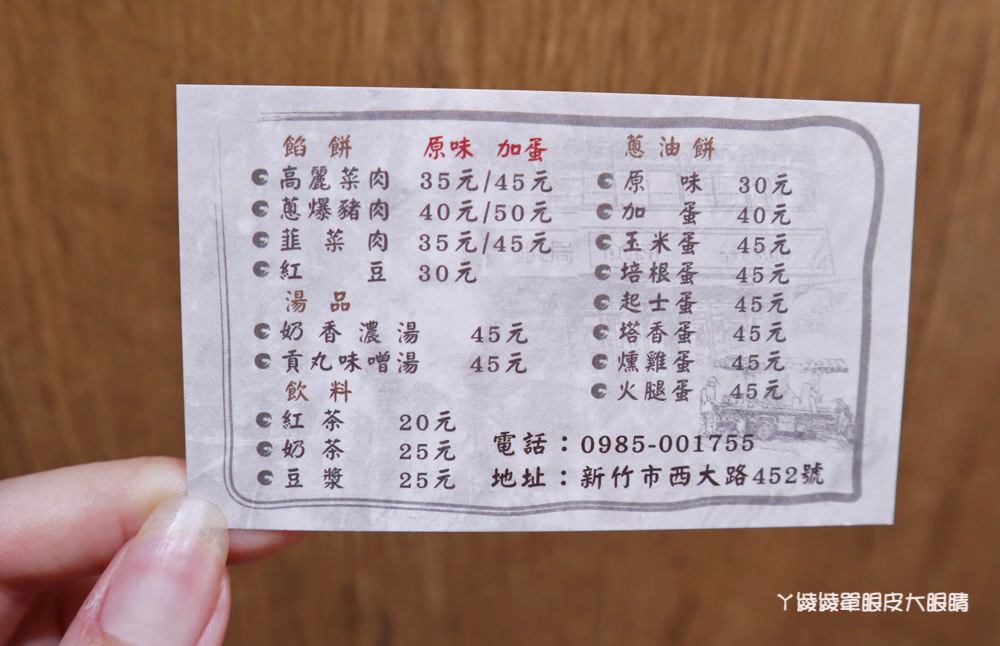 餡餅 原味 加蛋
高麗菜肉 35元/45元
蔥爆豬肉 40元/50元
韮菜肉 35元/45元
紅豆 30元
湯品
奶香濃湯 45元
貢丸味噌湯 45元
飲料
紅茶 20元
奶茶 25元
豆漿 25元
蔥油餅
原味 30元
加蛋 40元
玉米蛋 45元
培根蛋 45元
起士蛋 45元
塔香蛋 45元
燻雞蛋 45元
火腿蛋 45元
電話：0985-001755
地址：新竹市西大路452號
ㄚ綾綾單眼皮大眼睛